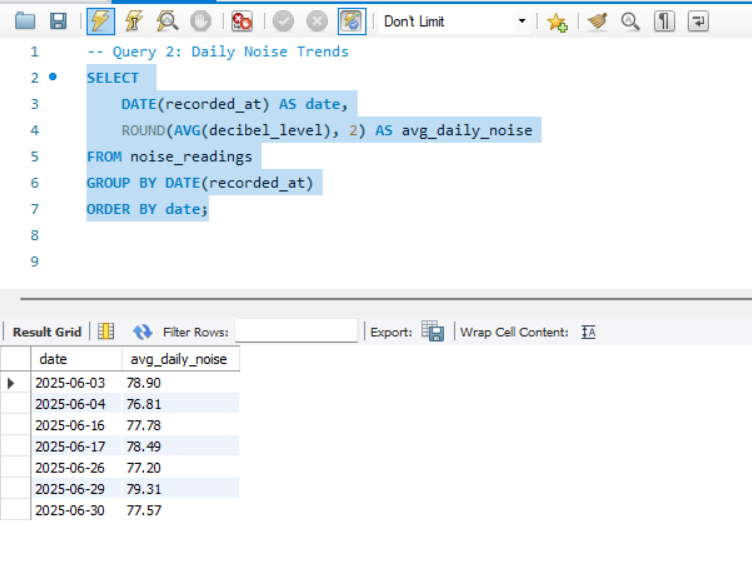 Don't Limit
1 -- Query 2: Daily Noise Trends
2 SELECT
3 DATE(recorded_at) AS date,
4 ROUND(AVG(decibel_level), 2) AS avg_daily_noise
5 FROM noise_readings
6 GROUP BY DATE(recorded_at)
7 ORDER BY date;
8
9
Result Grid Filter Rows: Export: Wrap Cell Content: IA
date avg_daily_noise
2025-06-03 78.90
2025-06-04 76.81
2025-06-16 77.78
2025-06-17 78.49
2025-06-26 77.20
2025-06-29 79.31
2025-06-30 77.57